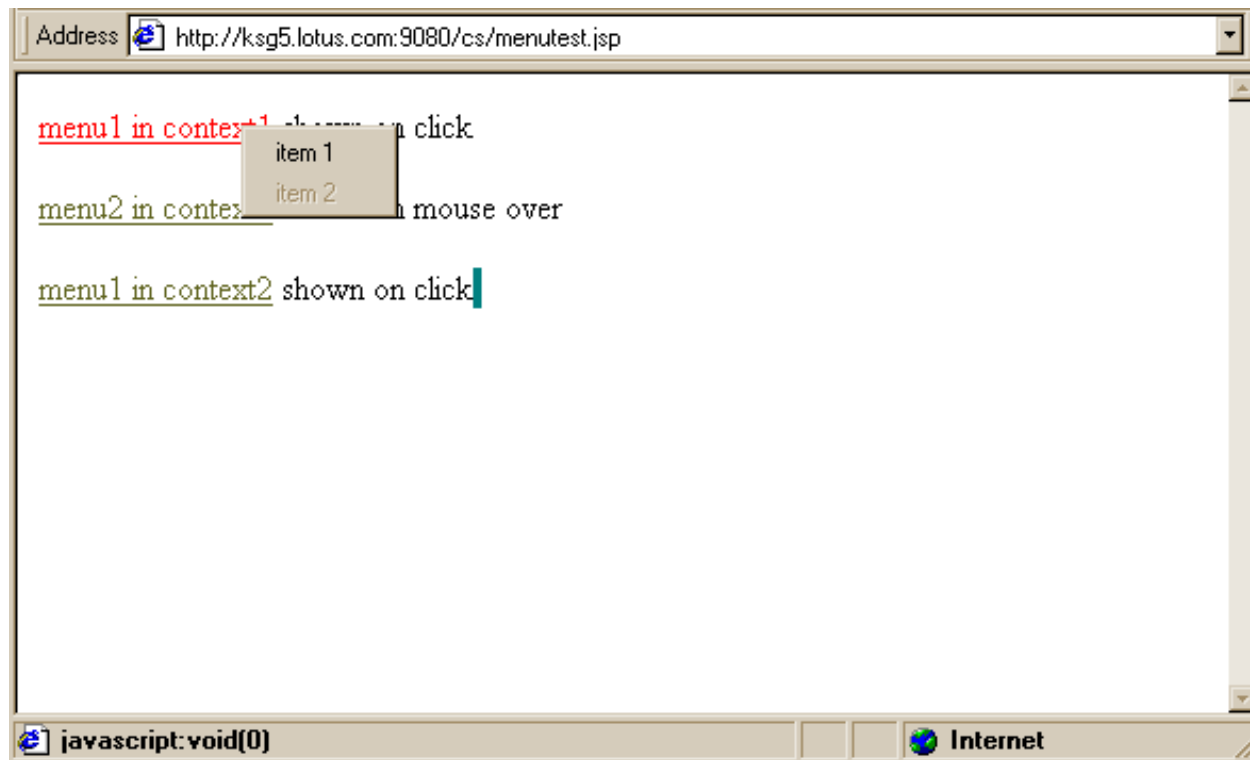 Address http://ksg5.lotus.com:9080/cs/menutest.jsp
menu1 in context1 on click
item 1
item 2
menu2 in mouse over
menu1 in context2 shown on click
javascript:void(0) Internet